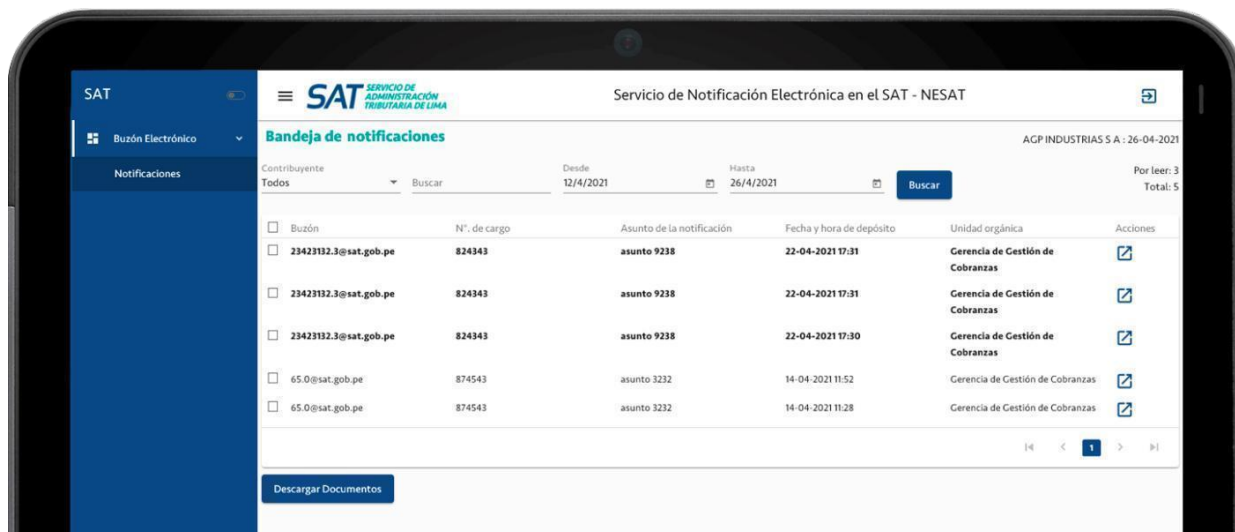 SAT
SAT SERVICIO DE
ADMINISTRACIÓN
TRIBUTARIA DE LIMA
Servicio de Notificación Electrónica en el SAT - NESAT
Buzón Electrónico
Notificaciones
Bandeja de notificaciones
AGP INDUSTRIAS S A : 26-04-2021
Contribuyente
Todos
Buscar
Desde
12/4/2021
Hasta
26/4/2021
Buscar
Por leer: 3
Total: 5
Buzón N°. de cargo Asunto de la notificación Fecha y hora de depósito Unidad orgánica Acciones
23423132.3@sat.gob.pe 824343 asunto 9238 22-04-2021 17:31 Gerencia de Gestión de
Cobranzas
23423132.3@sat.gob.pe 824343 asunto 9238 22-04-2021 17:31 Gerencia de Gestión de
Cobranzas
23423132.3@sat.gob.pe 824343 asunto 9238 22-04-2021 17:30 Gerencia de Gestión de
Cobranzas
65.0@sat.gob.pe 874543 asunto 3232 14-04-2021 11:52 Gerencia de Gestión de Cobranzas
65.0@sat.gob.pe 874543 asunto 3232 14-04-2021 11:28 Gerencia de Gestión de Cobranzas
1
Descargar Documentos